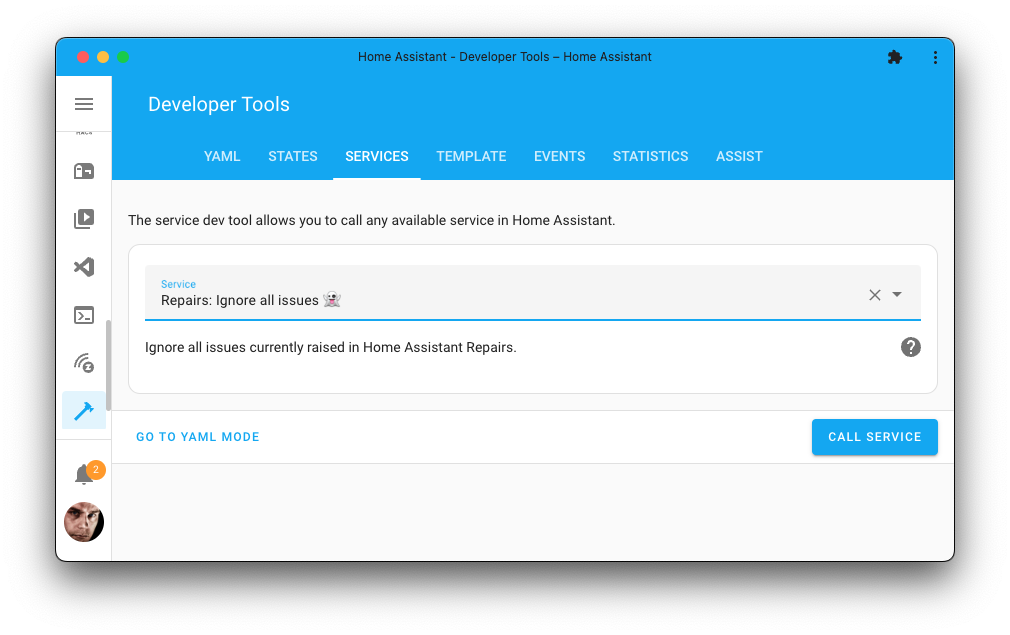 Home Assistant - Developer Tools – Home Assistant
Developer Tools
YAML STATES SERVICES TEMPLATE EVENTS STATISTICS ASSIST
The service dev tool allows you to call any available service in Home Assistant.
Service
Repairs: Ignore all issues 👻
Ignore all issues currently raised in Home Assistant Repairs.
GO TO YAML MODE
CALL SERVICE
2